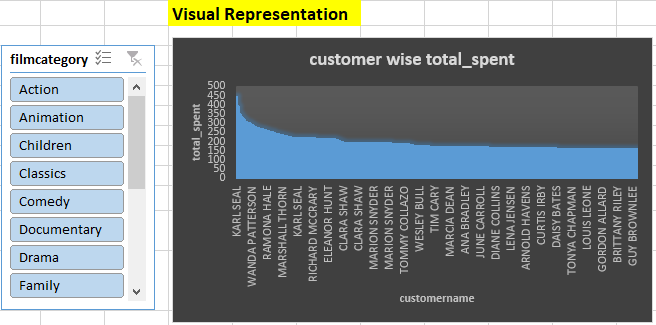 Visual Representation
filmcategory
Action
Animation
Children
Classics
Comedy
Documentary
Drama
Family
customer wise total_spent
total_spent
500
450
400
350
300
250
200
150
100
50
0
KARL SEAL
WANDA PATTERSON
RAMONA HALE
MARSHALL THORN
KARL SEAL
RICHARD MCCRARY
ELEANOR HUNT
CLARA SHAW
CLARA SHAW
MARION SNYDER
MARION SNYDER
TOMMY COLLAZO
WESLEY BULL
TIM CARY
MARCIA DEAN
ANA BRADLEY
JUNE CARROLL
DIANE COLLINS
LENA JENSEN
ARNOLD HAVENS
CURTIS IRBY
DAISY BATES
TONYA CHAPMAN
LOUIS LEONE
GORDON ALLARD
BRITTANY RILEY
GUY BROWNLEE
customername